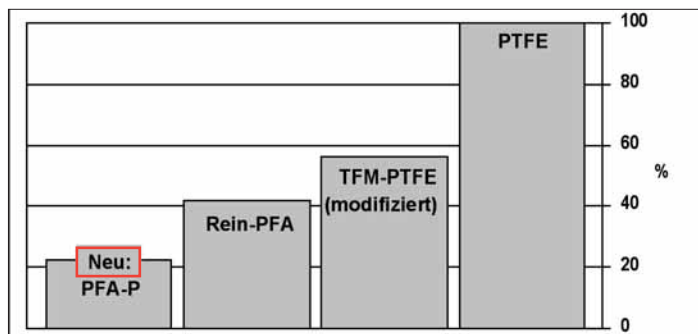 Neu:
PFA-P
Rein-PFA
TFM-PTFE
(modifiziert)
PTFE
100
80
60
%
40
20
0